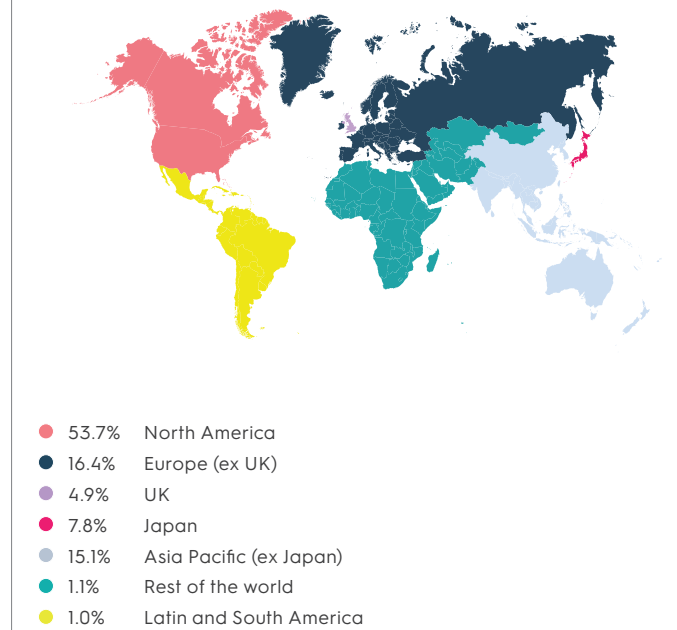 53.7% North America
16.4% Europe (ex UK)
4.9% UK
7.8% Japan
15.1% Asia Pacific (ex Japan)
1.1% Rest of the world
1.0% Latin and South America